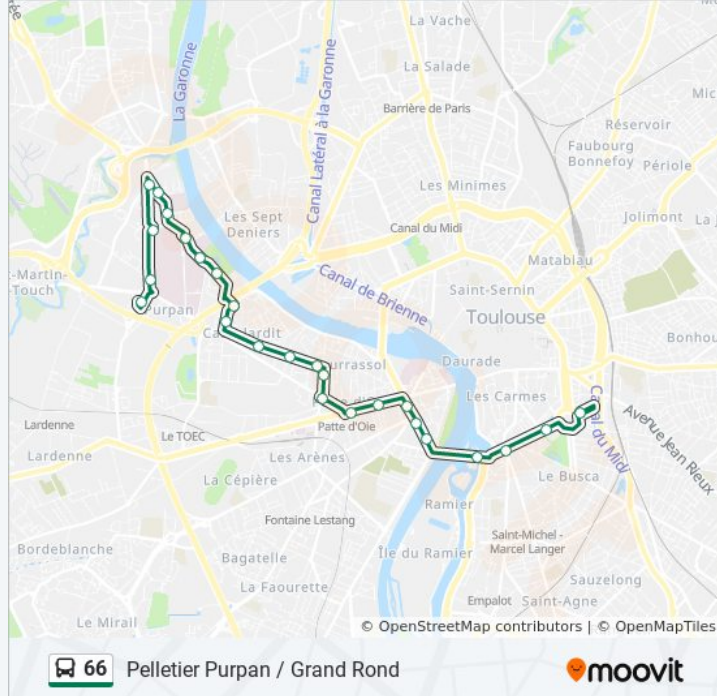 La Vache
La Salade
La Garonne
Canal Latéral à la Garonne
Barrière de Paris
Réservoir
Faubourg
Bonnefoy
Périole
Les Minimes
Les Sept
Deniers
Jolimont
Canal du Midi
Matabiau
t-Martin-
-Touch
Canal de Brienne
Saint-Sernin
Purpan
Toulouse
Bonhou
Daurade
Les Carmes
Lardenne
Le TOEC
Patte d'Oie
Canal du Midi
Avenue Jean Rieux
Lardenne
Les Arènes
La Cépière
Le Busca
Ramier
Fontaine Lestang
Saint-Michel -
Marcel Langer
Bordeblanche
Bagatelle
Île du Ramier
La Faourette
Sauzelong
Empalot
Saint-Agne
Le Mirail
© OpenStreetMap contributors | © OpenMapTiles
66 Pelletier Purpan / Grand Rond
moovit